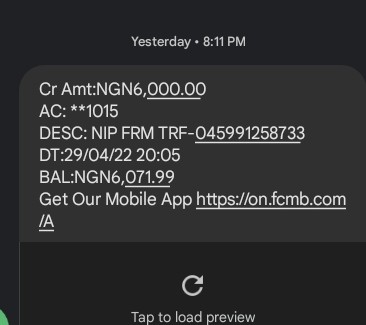 Yesterday • 8:11 PM
Cr Amt:NGN6,000.00
AC: **1015
DESC: NIP FRM TRF-045991258733
DT:29/04/22 20:05
BAL:NGN6,071.99
Get Our Mobile App https://on.fcmb.com
/A
Tap to load preview